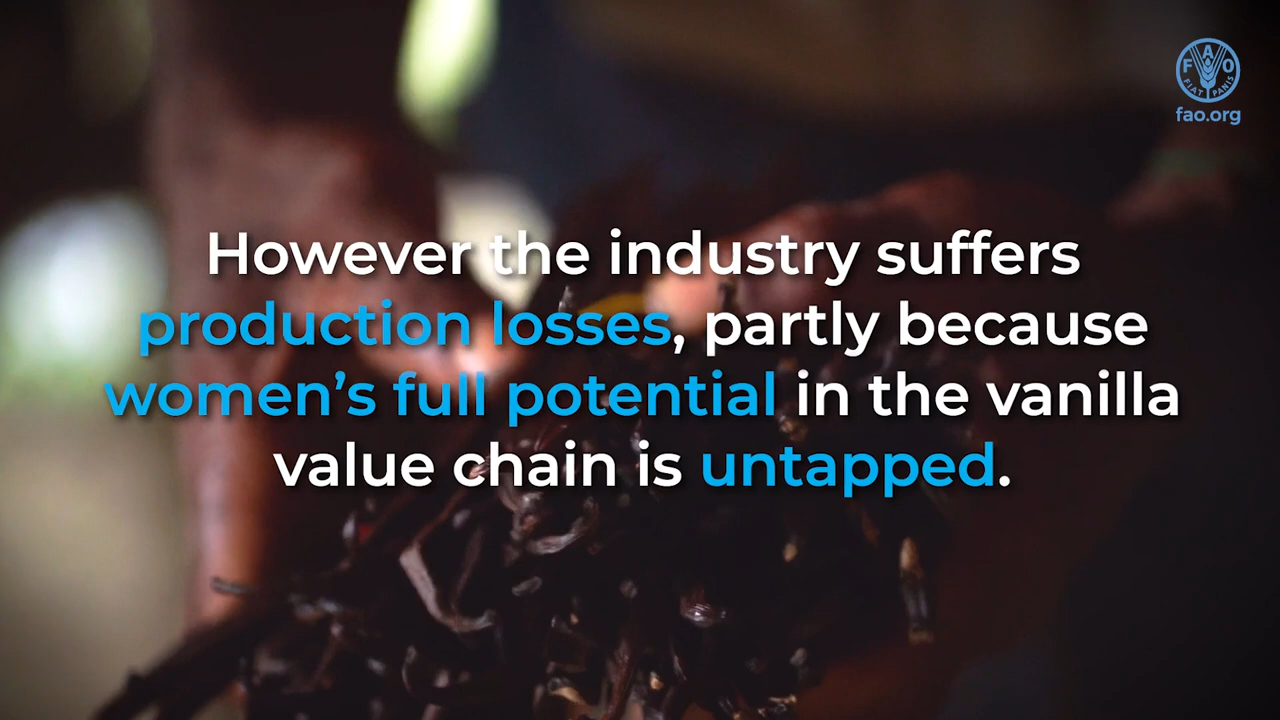 FAO
FIAT PANIS
fao.org
However the industry suffers
production losses, partly because
women’s full potential in the vanilla
value chain is untapped.